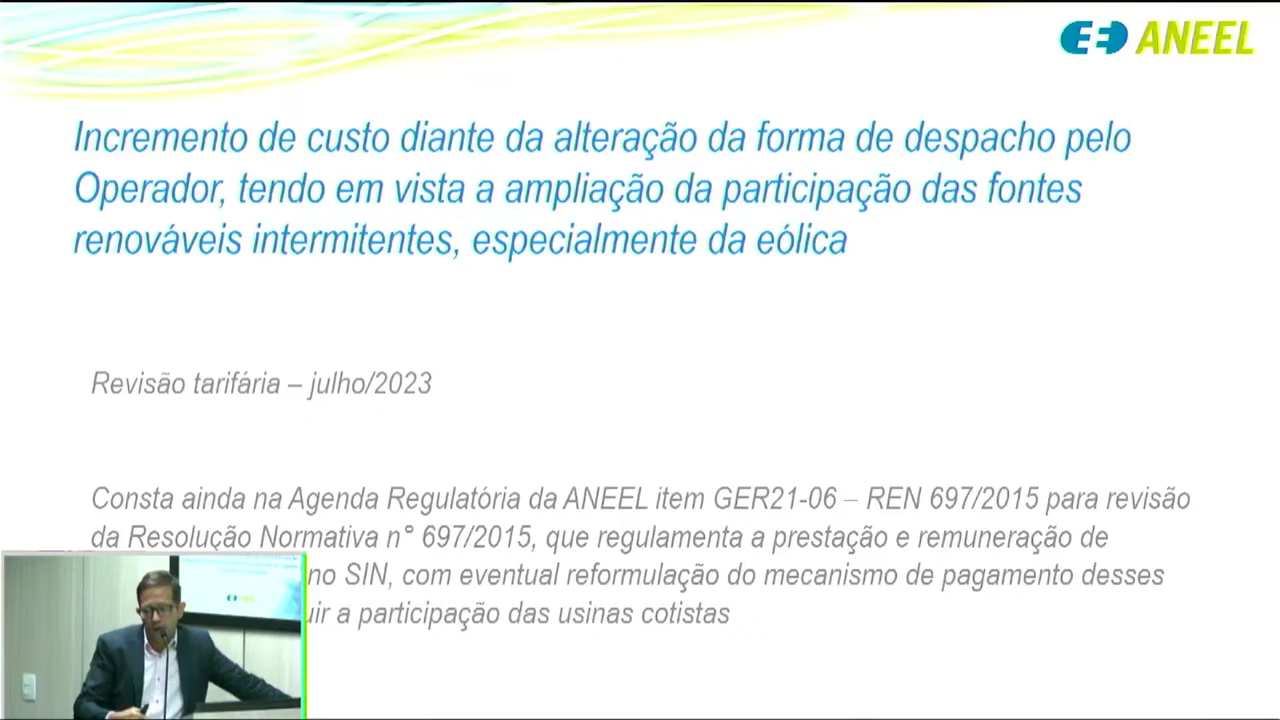 ANEEL
Incremento de custo diante da alteração da forma de despacho pelo
Operador, tendo em vista a ampliação da participação das fontes
renováveis intermitentes, especialmente da eólica
Revisão tarifária – julho/2023
Consta ainda na Agenda Regulatória da ANEEL item GER21-06 – REN 697/2015 para revisão
da Resolução Normativa n° 697/2015, que regulamenta a prestação e remuneração de
no SIN, com eventual reformulação do mecanismo de pagamento desses
a participação das usinas cotistas